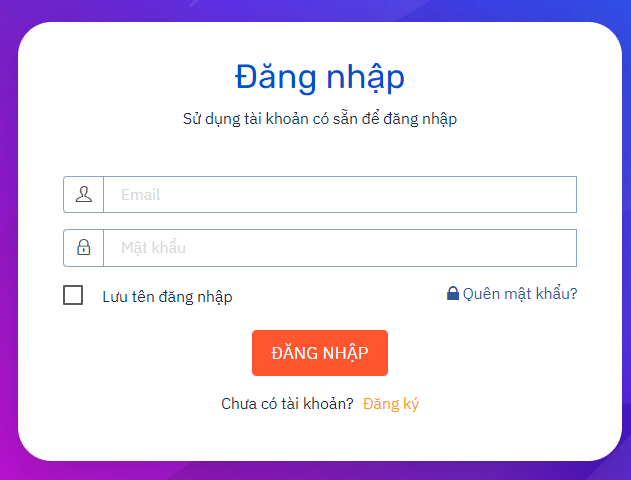 Đăng nhập
Sử dụng tài khoản có sẵn để đăng nhập
Email
Mật khẩu
Lưu tên đăng nhập
Quên mật khẩu?
ĐĂNG NHẬP
Chưa có tài khoản? Đăng ký